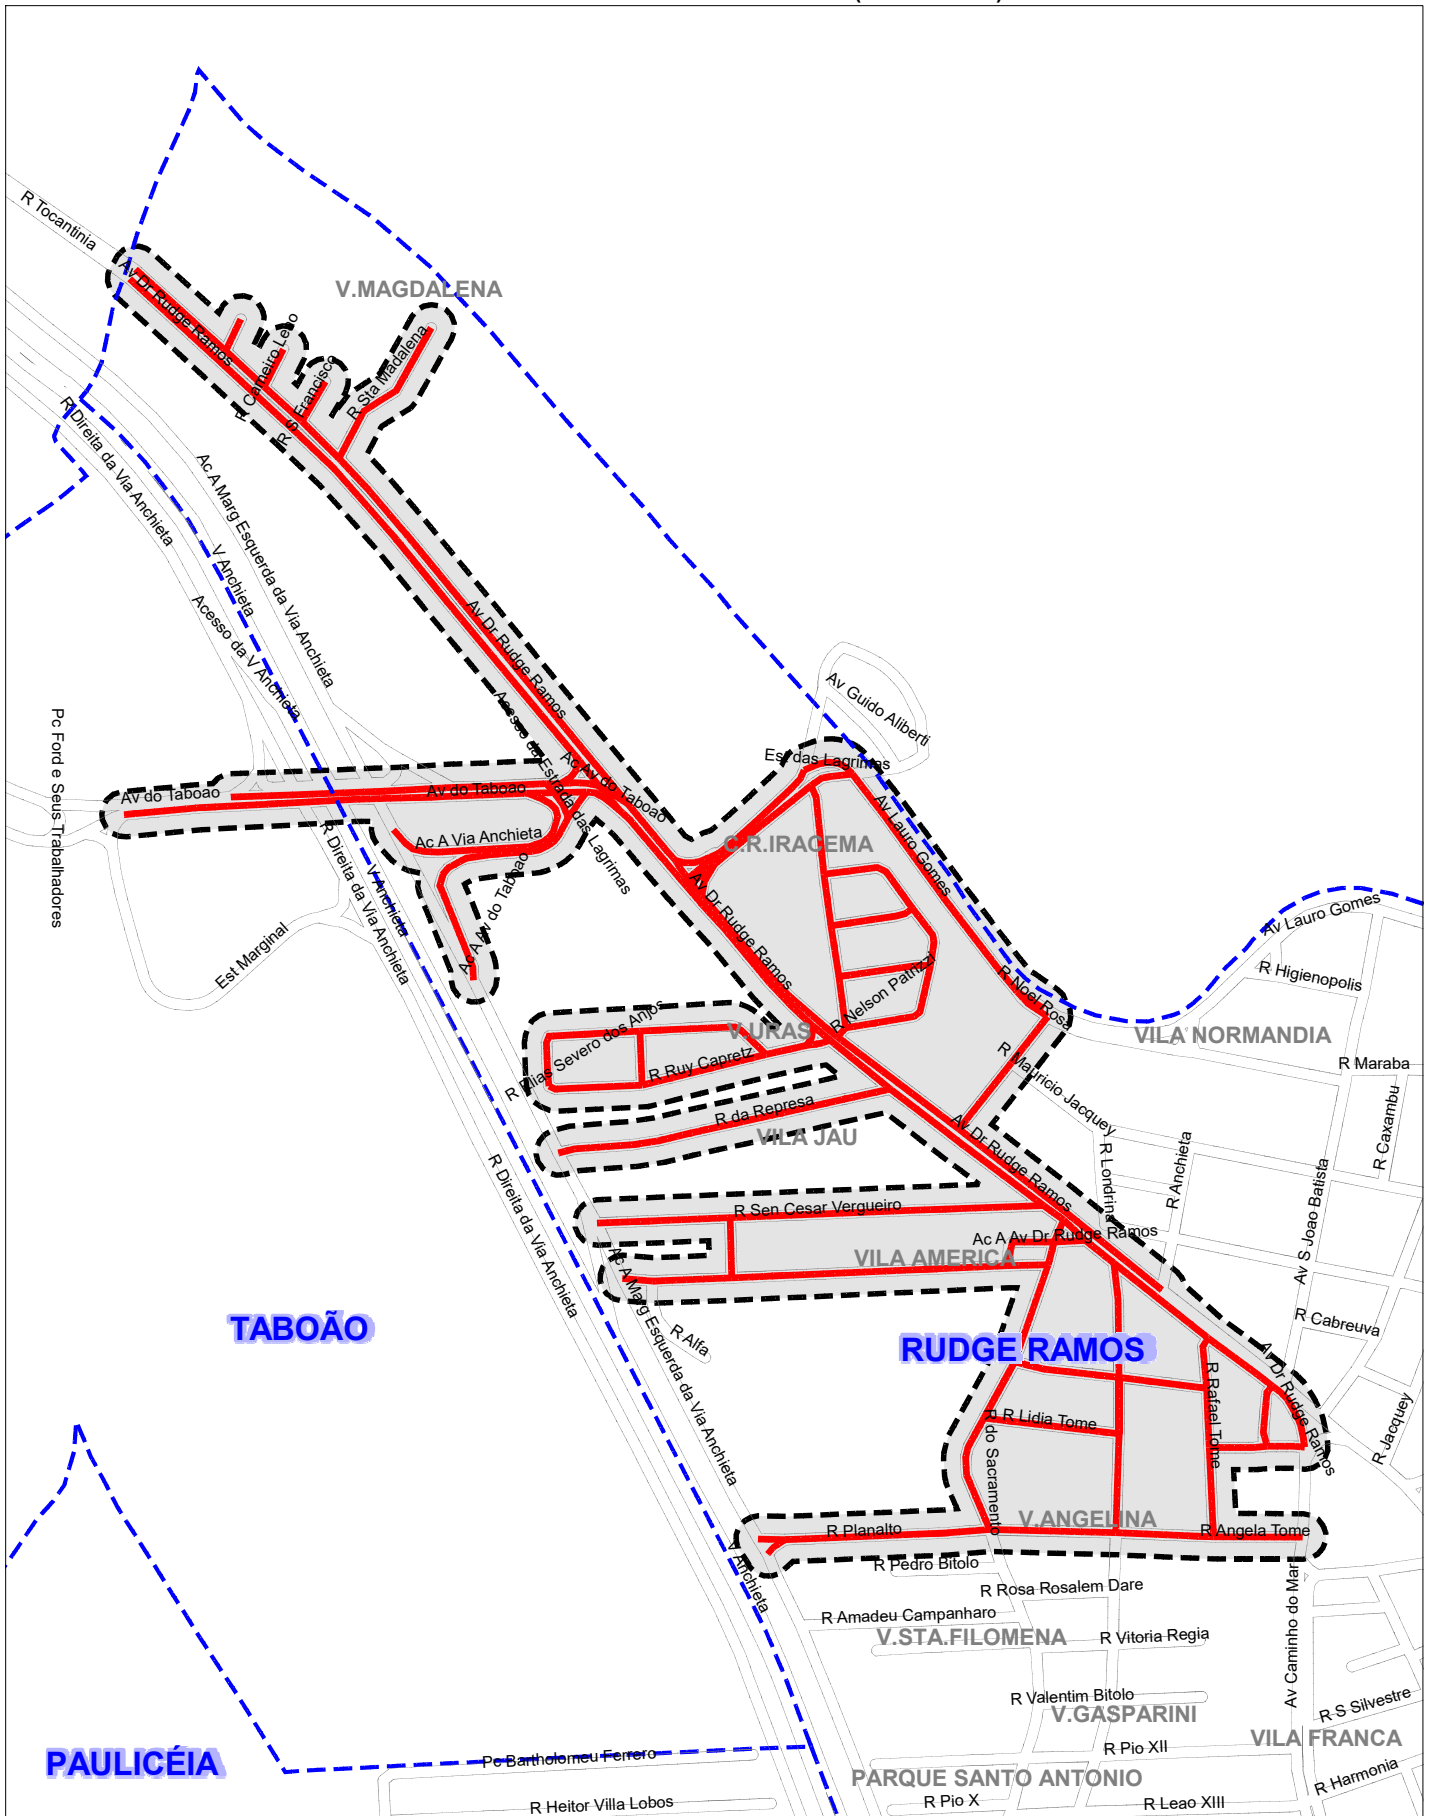 R Tocantinia
Av Dr Rudge Ramos
V.MAGDALENA
R Carneiro Leao
R S Francisco
R Sta Madalena
R Direita da Via Anchieta
Ac A Marg Esquerda da Via Anchieta
V Anchieta
Acesso da V Anchieta
Av Dr Rudge Ramos
Acesso da Estrada das Lagrimas
Av Guido Aliberti
Pc Ford e Seus Trabalhadores
Av do Taboao
Av do Taboao
Ac Av do Taboao
Est das Lagrimas
Av Lauro Gomes
Ac A Via Anchieta
C.R.IRACEMA
R Direita da Via Anchieta
V Anchieta
Ac A Av do Taboao
Av Dr Rudge Ramos
Est Marginal
Av Lauro Gomes
R Higienopolis
R Nelson Patrizzi
R Noel Rosa
R Elias Severo dos Anjos
V.URAS
VILA NORMANDIA
R Ruy Capretz
R Mauricio Jacquey
R Maraba
R Caxambu
R da Represa
VILA JAU
Av Dr Rudge Ramos
R Londrina
R Anchieta
R Direita da Via Anchieta
R Sen Cesar Vergueiro
Av S Joao Batista
Ac A Av Dr Rudge Ramos
VILA AMERICA
Ac A Marg Esquerda da Via Anchieta
TABOÃO
R Alfa
RUDGE RAMOS
R Cabreuva
Av Dr Rudge Ramos
R Rafael Tome
R Lidia Tome
R do Sacramento
R Jacquey
V.ANGELINA
R Planalto
R Angela Tome
V Anchieta
R Pedro Bitolo
R Rosa Rosalem Dare
R Amadeu Campanharo
V.STA.FILOMENA
R Vitoria Regia
Av Caminho do Mar
R Valentim Bitolo
V.GASPARINI
R S Silvestre
VILA FRANCA
PAULICÉIA
Pc Bartholomeu Ferrero
R Pio XII
PARQUE SANTO ANTONIO
R Harmonia
R Heitor Villa Lobos
R Pio X
R Leao XIII